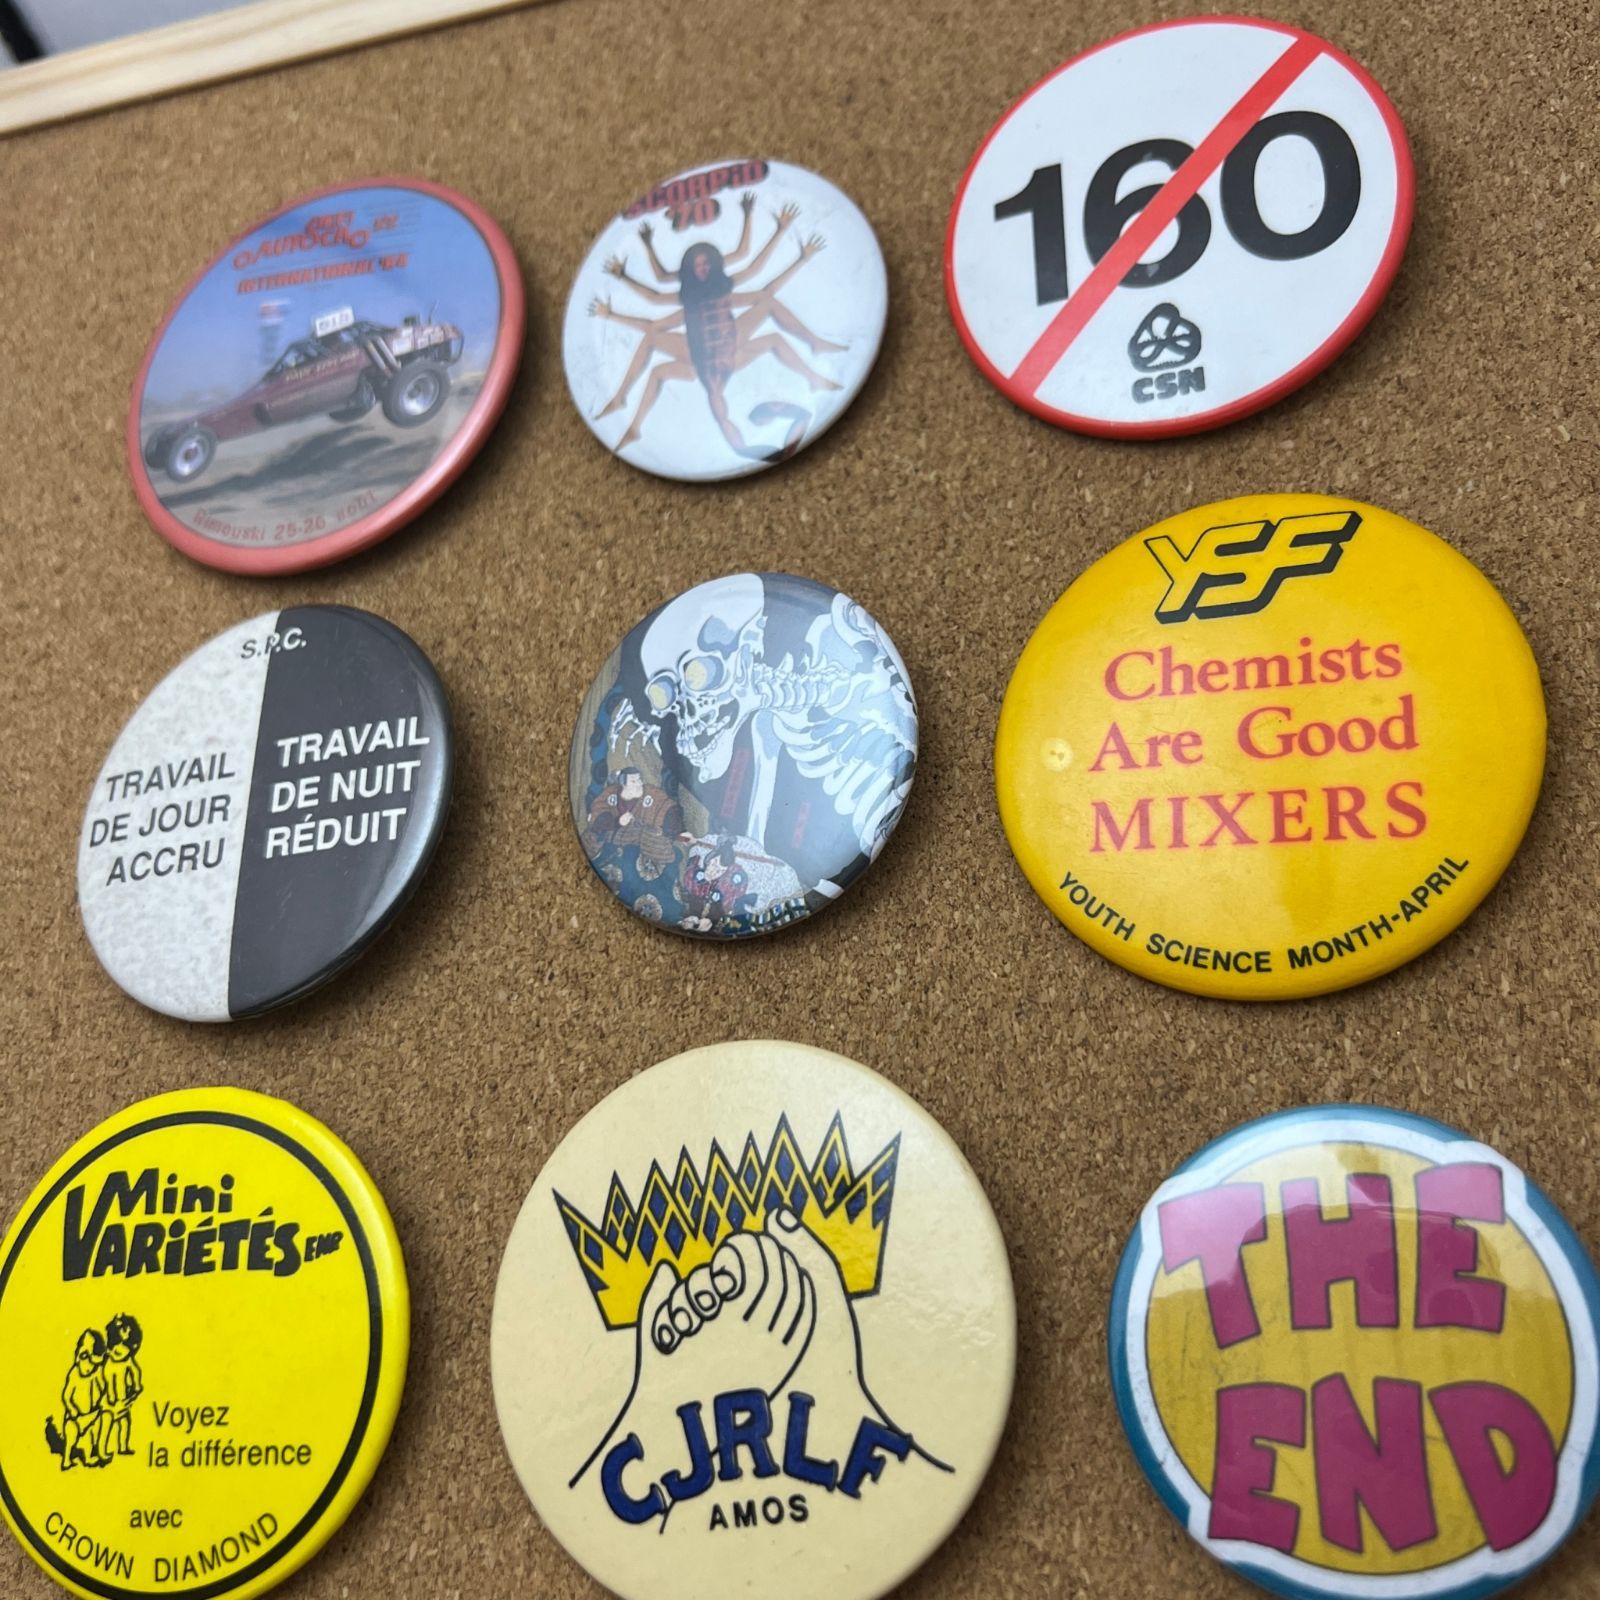 AUTOCRO
INTERNATIONAL '84
Rimouski 25-26 août
SCORPIO
'70
160
CSN
S.P.C.
TRAVAIL
DE JOUR
ACCRU
TRAVAIL
DE NUIT
RÉDUIT
YSF
Chemists
Are Good
MIXERS
YOUTH SCIENCE MONTH-APRIL
Mini
VARIÉTÉS ENR
Voyez
la différence
avec
CROWN DIAMOND
CJRLF
AMOS
THE
END